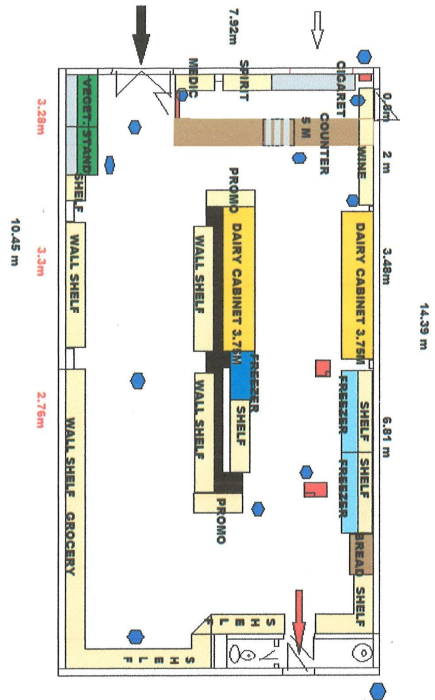 7.92m
MEDIC
SPIRIT
CIGARET
0,8m
VEGET. STAND
5 M
COUNTER
WINE
2 m
3.28m
SHELF
PROMO
10.45 m
3.3m
WALL SHELF
WALL SHELF
DAIRY CABINET 3.75M
DAIRY CABINET 3.75M
3.48m
14.39 m
FREEZER
SHELF
WALL SHELF
2.76m
WALL SHELF GROCERY
FREEZER
SHELF
FREEZER
SHELF
6.81 m
PROMO
BREAD
SHELF
SHELF
SHELF